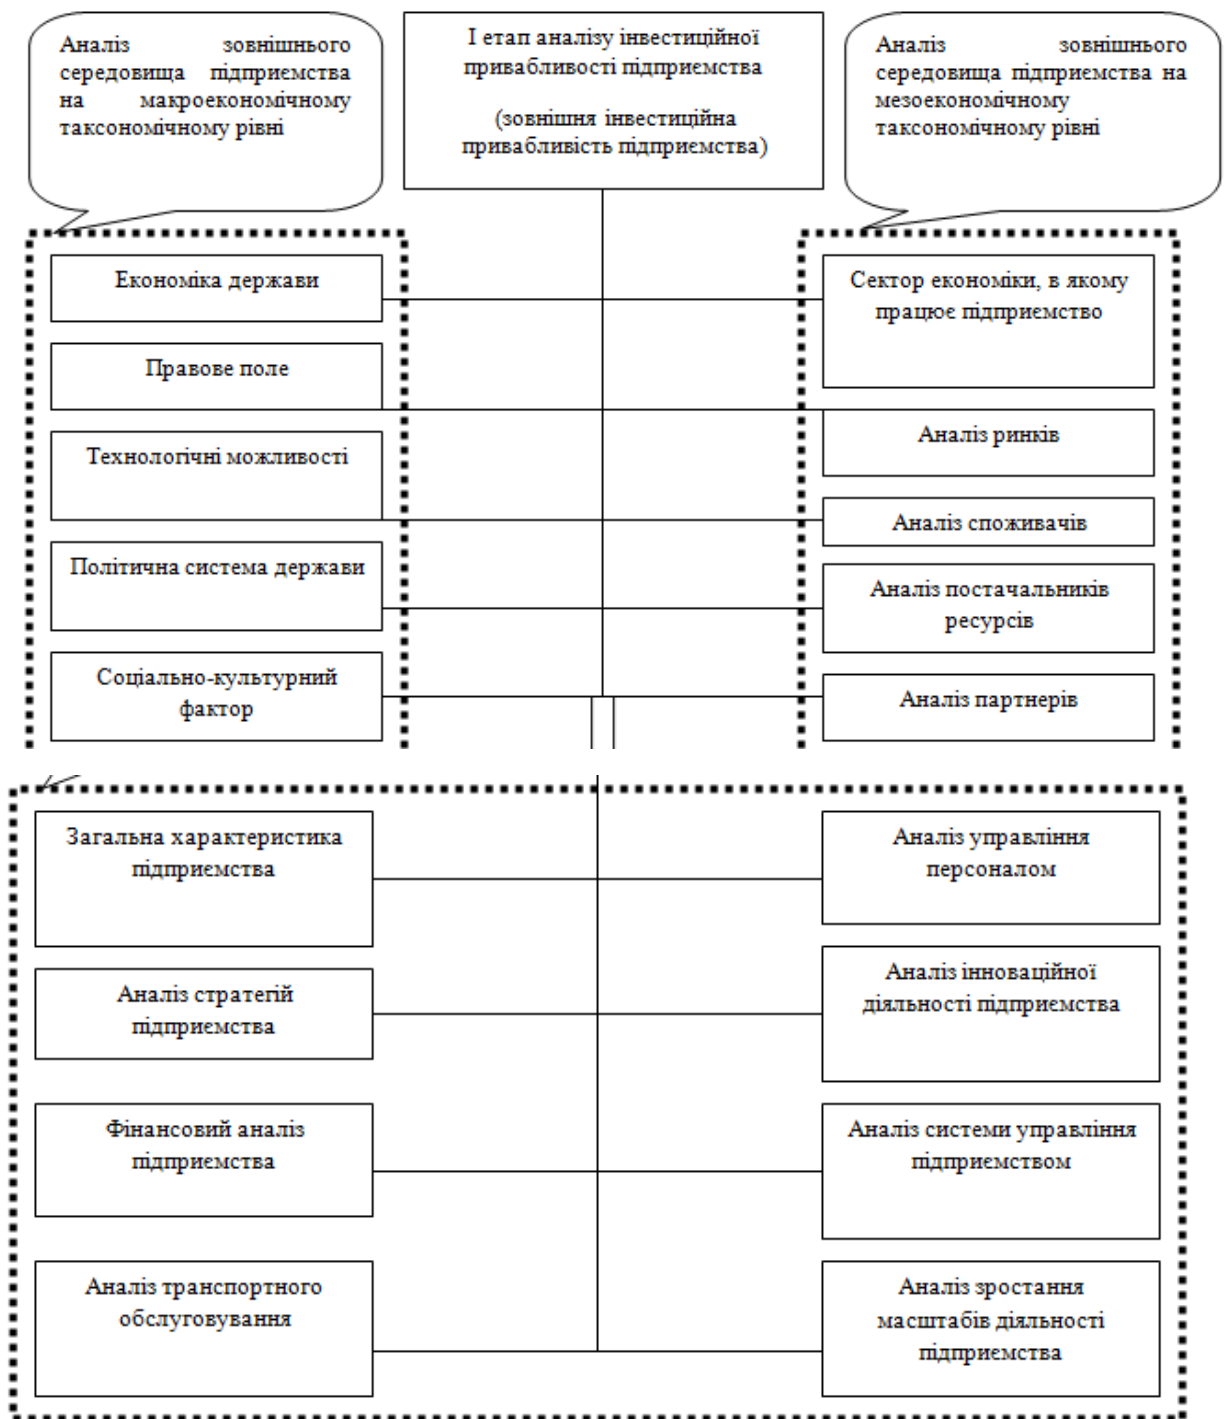 Аналіз зовнішнього
середовища підприємства
на макроекономічному
таксономічному рівні
І етап аналізу інвестиційної
привабливості підприємства
(зовнішня інвестиційна
привабливість підприємства)
Аналіз зовнішнього
середовища підприємства на
мезоекономічному
таксономічному рівні
Економіка держави
Правове поле
Технологічні можливості
Політична система держави
Соціально-культурний
фактор
Сектор економіки, в якому
працює підприємство
Аналіз ринків
Аналіз споживачів
Аналіз постачальників
ресурсів
Аналіз партнерів
Загальна характеристика
підприємства
Аналіз стратегій
підприємства
Фінансовий аналіз
підприємства
Аналіз транспортного
обслуговування
Аналіз управління
персоналом
Аналіз інноваційної
діяльності підприємства
Аналіз системи управління
підприємством
Аналіз зростання
масштабів діяльності
підприємства